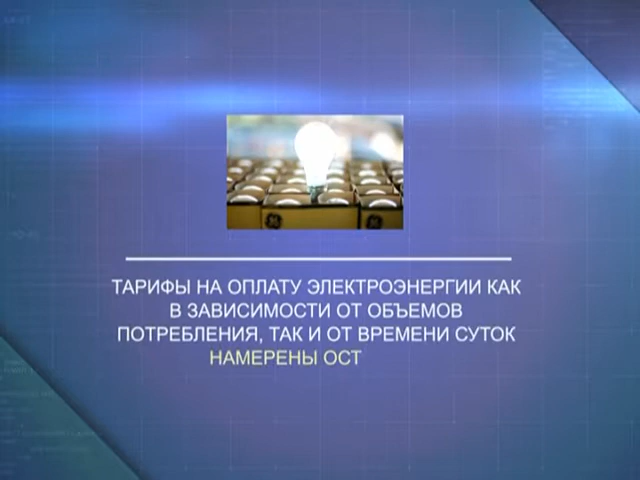 ТАРИФЫ НА ОПЛАТУ ЭЛЕКТРОЭНЕРГИИ КАК
В ЗАВИСИМОСТИ ОТ ОБЪЕМОВ
ПОТРЕБЛЕНИЯ, ТАК И ОТ ВРЕМЕНИ СУТОК
НАМЕРЕНЫ ОСТ